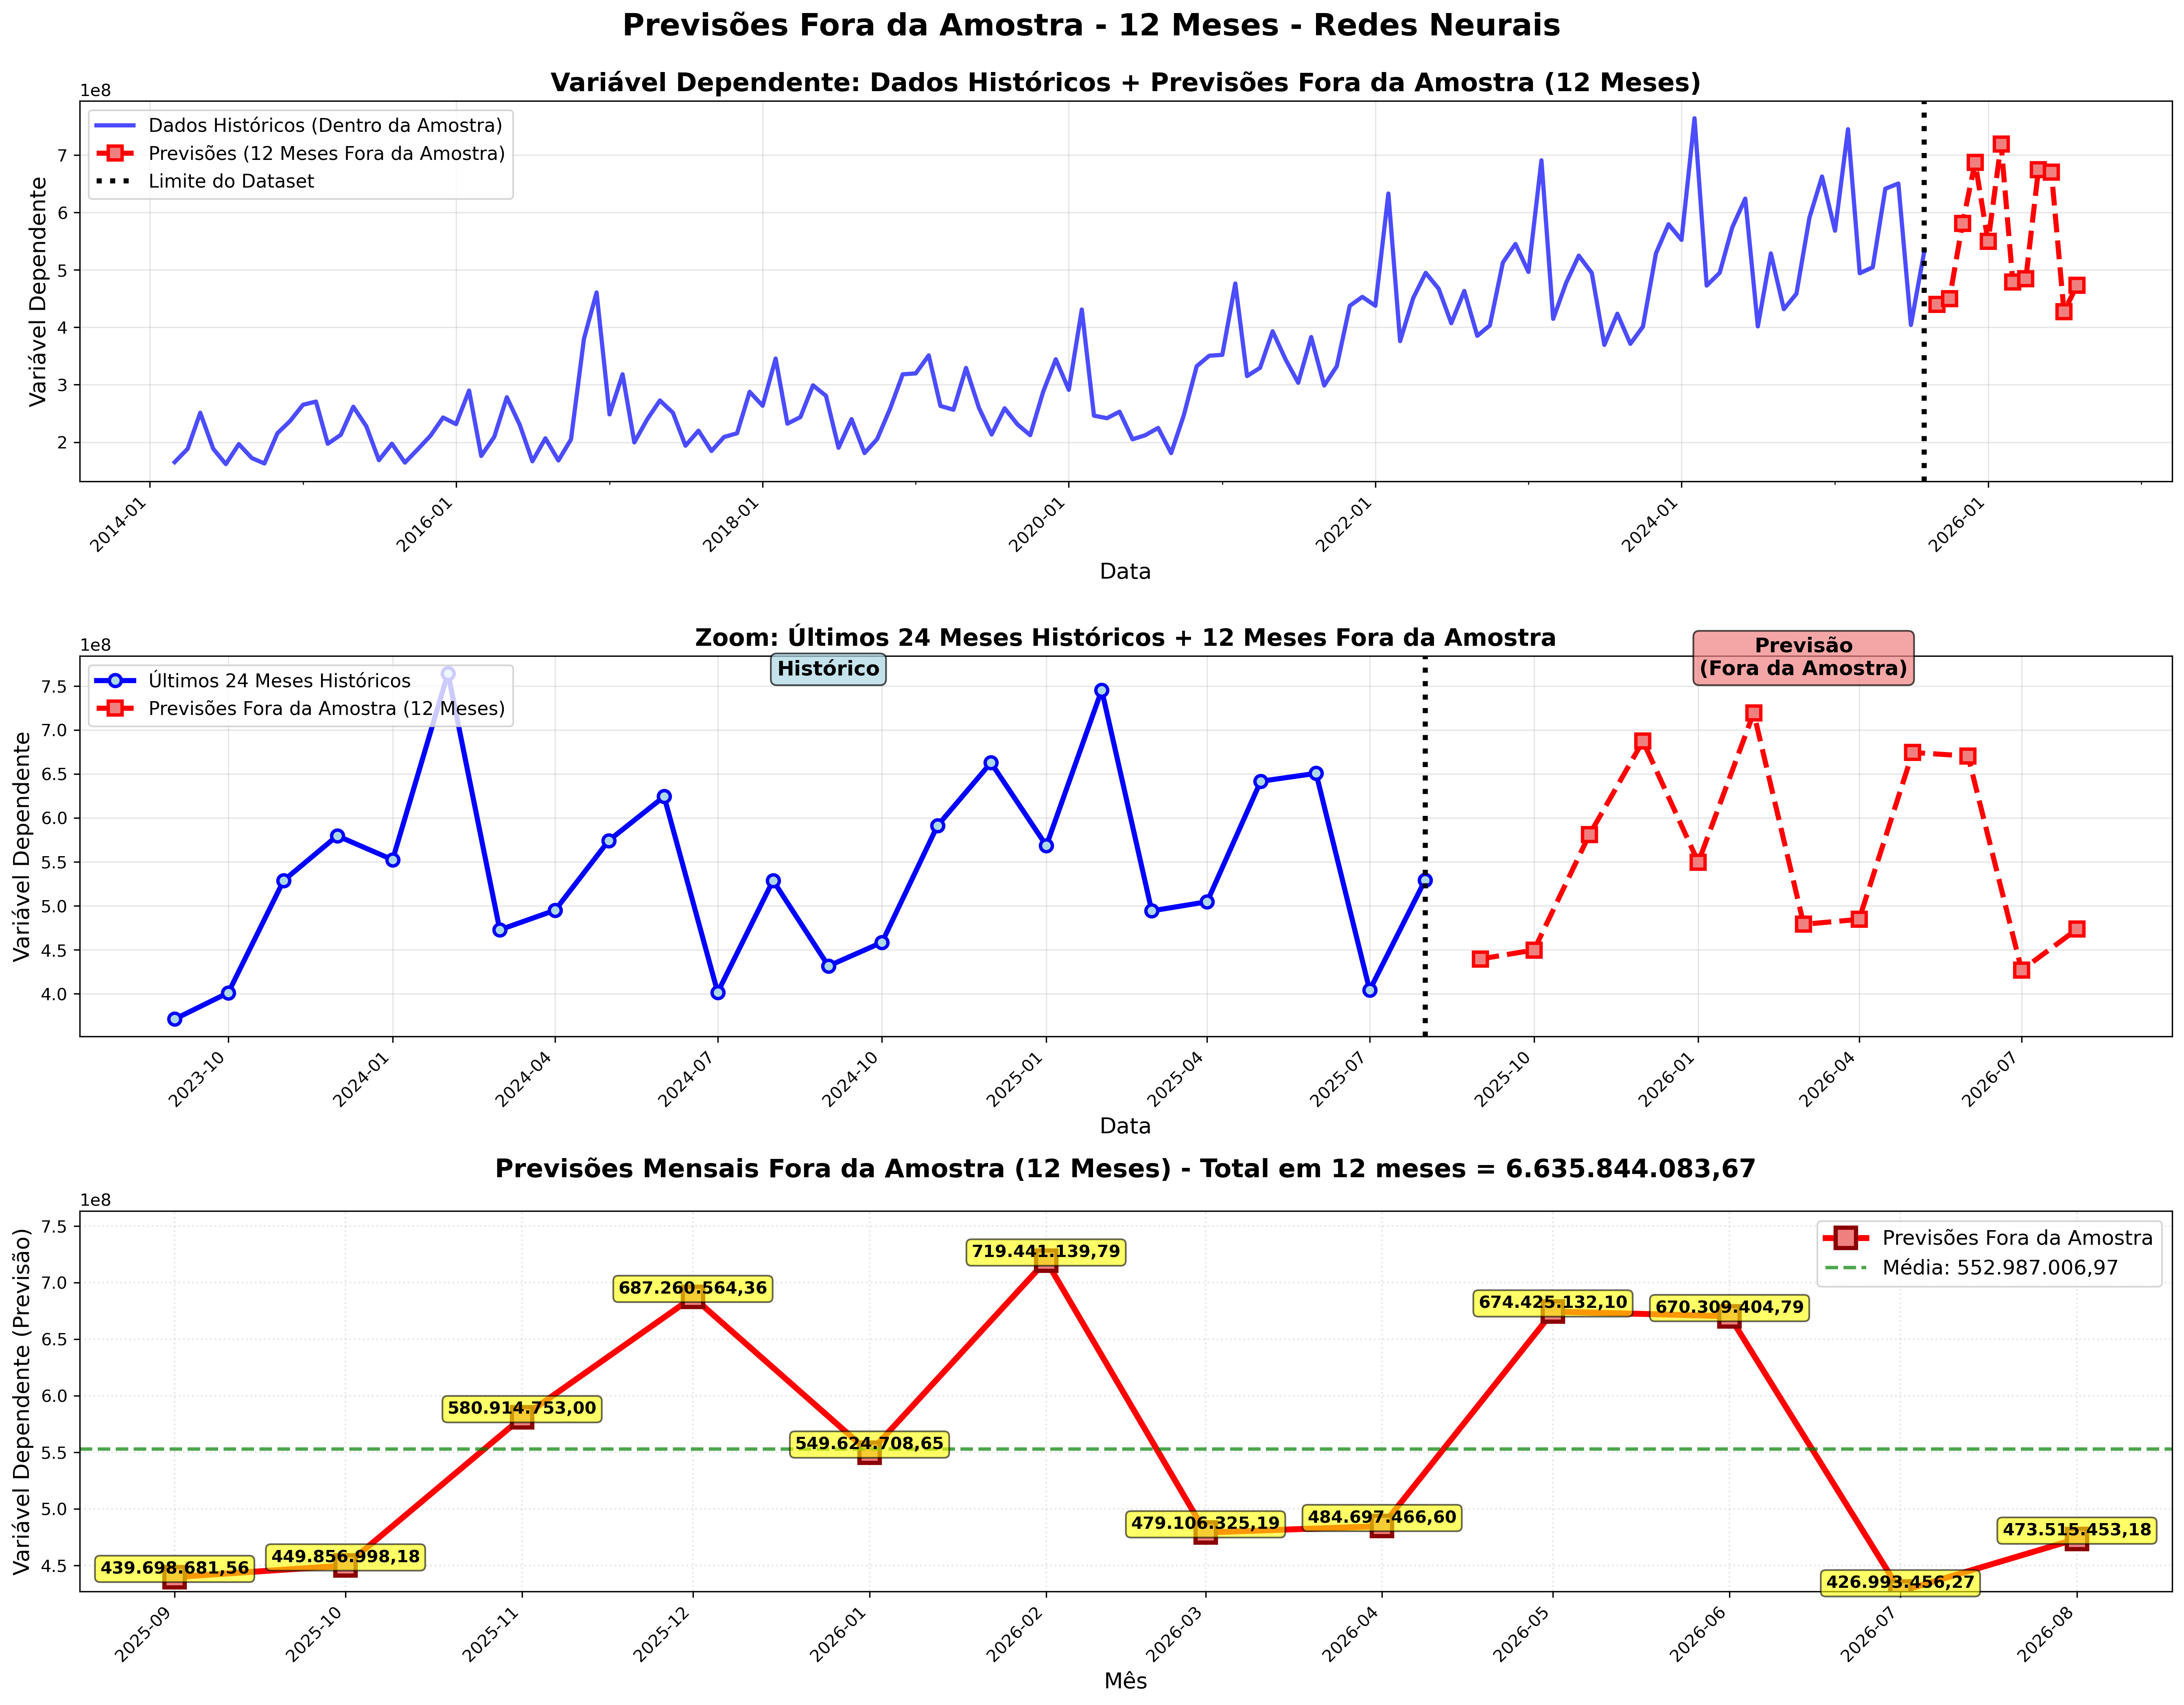 Previsões Fora da Amostra - 12 Meses - Redes Neurais
Variável Dependente: Dados Históricos + Previsões Fora da Amostra (12 Meses)
1e8
Dados Históricos (Dentro da Amostra)
Previsões (12 Meses Fora da Amostra)
Limite do Dataset
Variável Dependente
7
6
5
4
3
2
2014-01
2016-01
2018-01
2020-01
2022-01
2024-01
2026-01
Data
Zoom: Últimos 24 Meses Históricos + 12 Meses Fora da Amostra
1e8
Últimos 24 Meses Históricos
Previsões Fora da Amostra (12 Meses)
Histórico
Previsão
(Fora da Amostra)
Variável Dependente
7.5
7.0
6.5
6.0
5.5
5.0
4.5
4.0
2023-10
2024-01
2024-04
2024-07
2024-10
2025-01
2025-04
2025-07
2025-10
2026-01
2026-04
2026-07
Data
Previsões Mensais Fora da Amostra (12 Meses) - Total em 12 meses = 6.635.844.083,67
1e8
Previsões Fora da Amostra
Média: 552.987.006,97
Variável Dependente (Previsão)
7.5
7.0
6.5
6.0
5.5
5.0
4.5
439.698.681,56
449.856.998,18
580.914.753,00
687.260.564,36
549.624.708,65
719.441.139,79
479.106.325,19
484.697.466,60
674.425.132,10
670.309.404,79
426.993.456,27
473.515.453,18
2025-09
2025-10
2025-11
2025-12
2026-01
2026-02
2026-03
2026-04
2026-05
2026-06
2026-07
2026-08
Mês